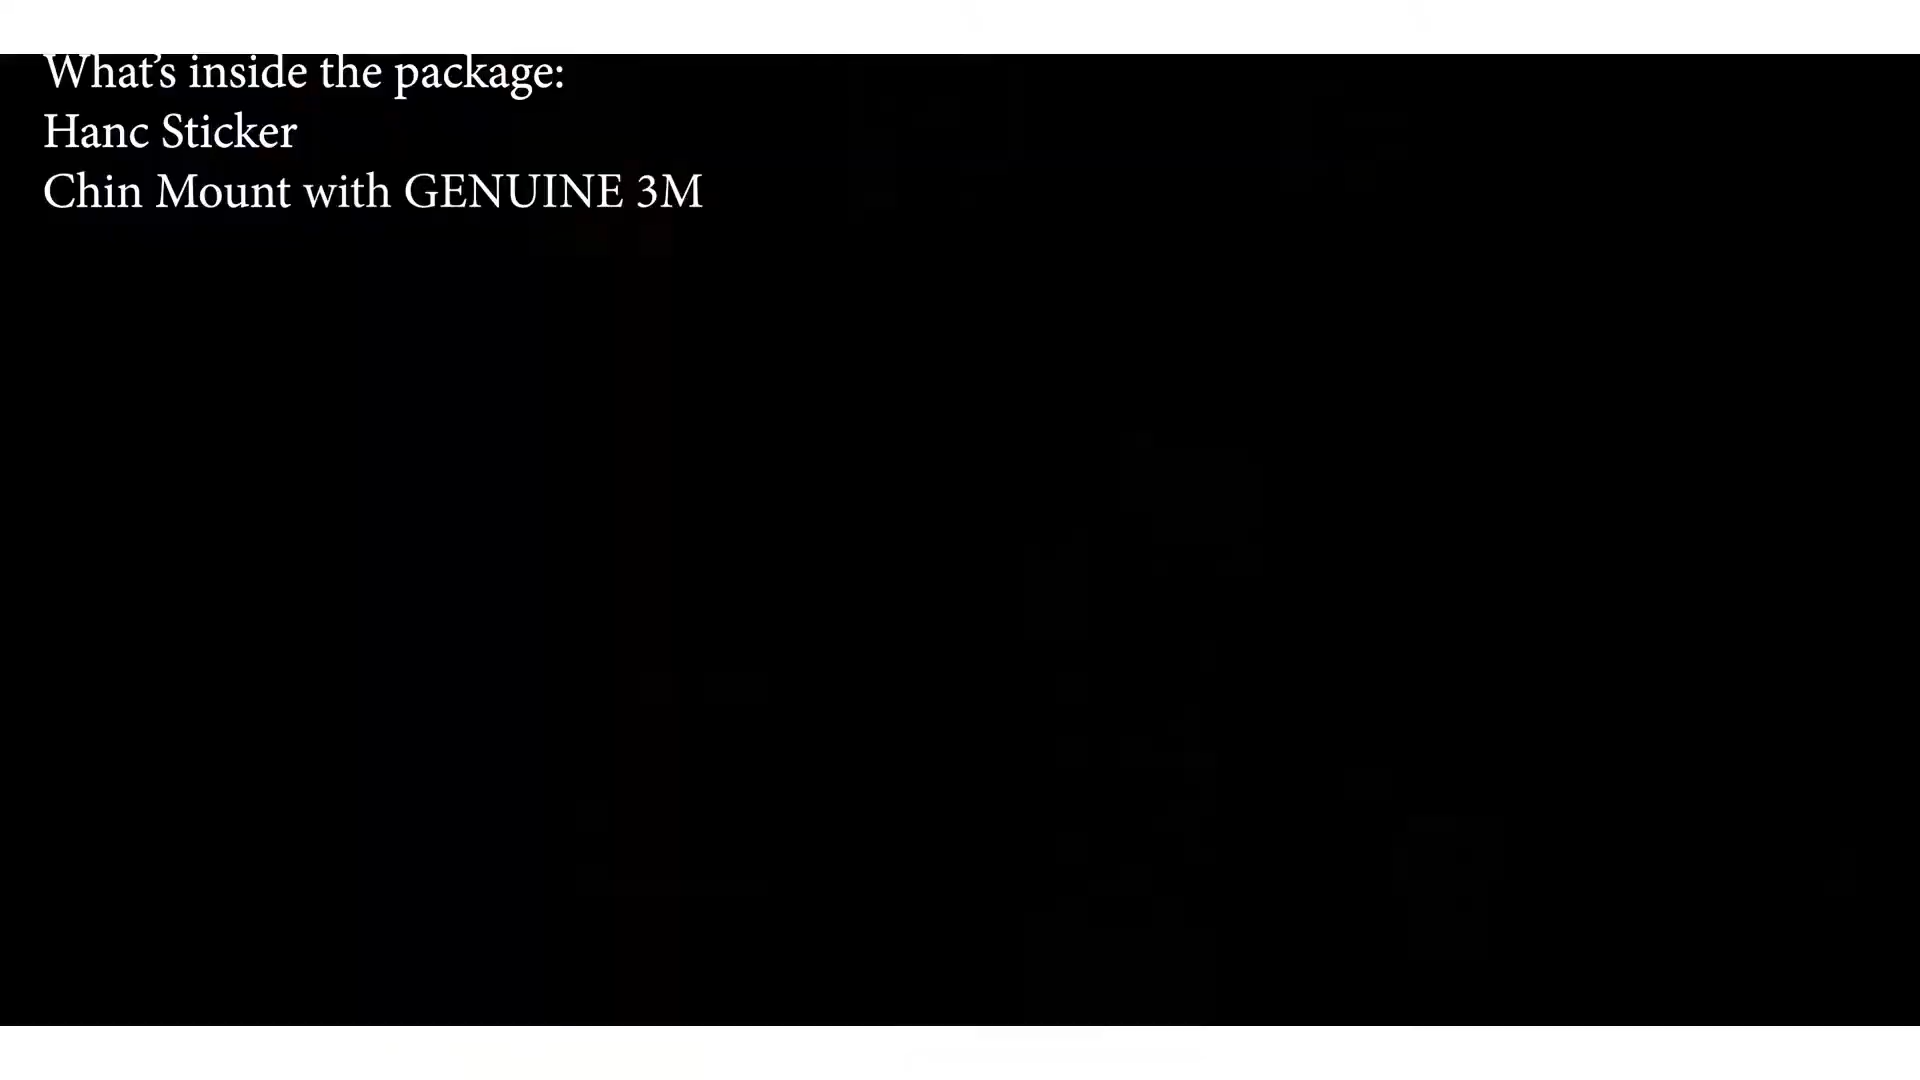 What's inside the package:
Hanc Sticker
Chin Mount with GENUINE 3M